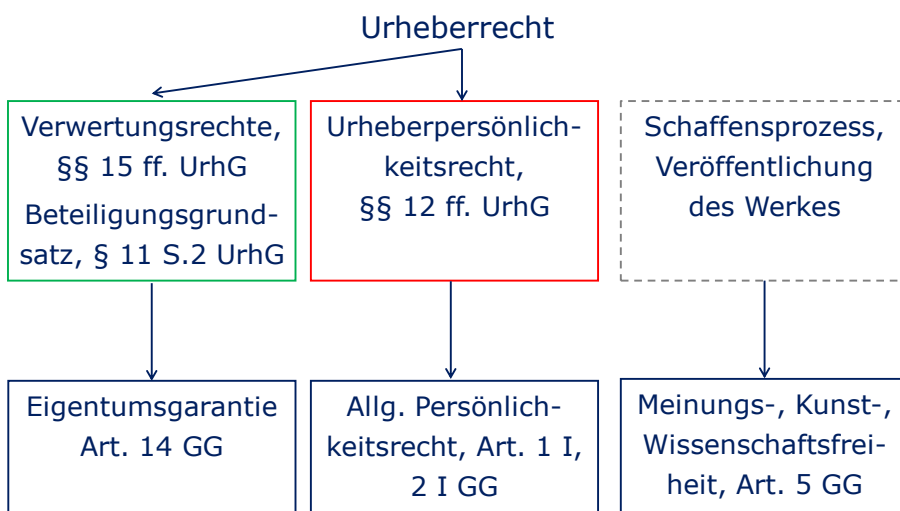 Urheberrecht
Verwertungsrechte,
§§ 15 ff. UrhG
Beteiligungsgrund-
satz, § 11 S.2 UrhG
Urheberpersönlich-
keitsrecht,
§§ 12 ff. UrhG
Schaffensprozess,
Veröffentlichung
des Werkes
Eigentumsgarantie
Art. 14 GG
Allg. Persönlich-
keitsrecht, Art. 1 I,
2 I GG
Meinungs-, Kunst-,
Wissenschaftsfrei-
heit, Art. 5 GG